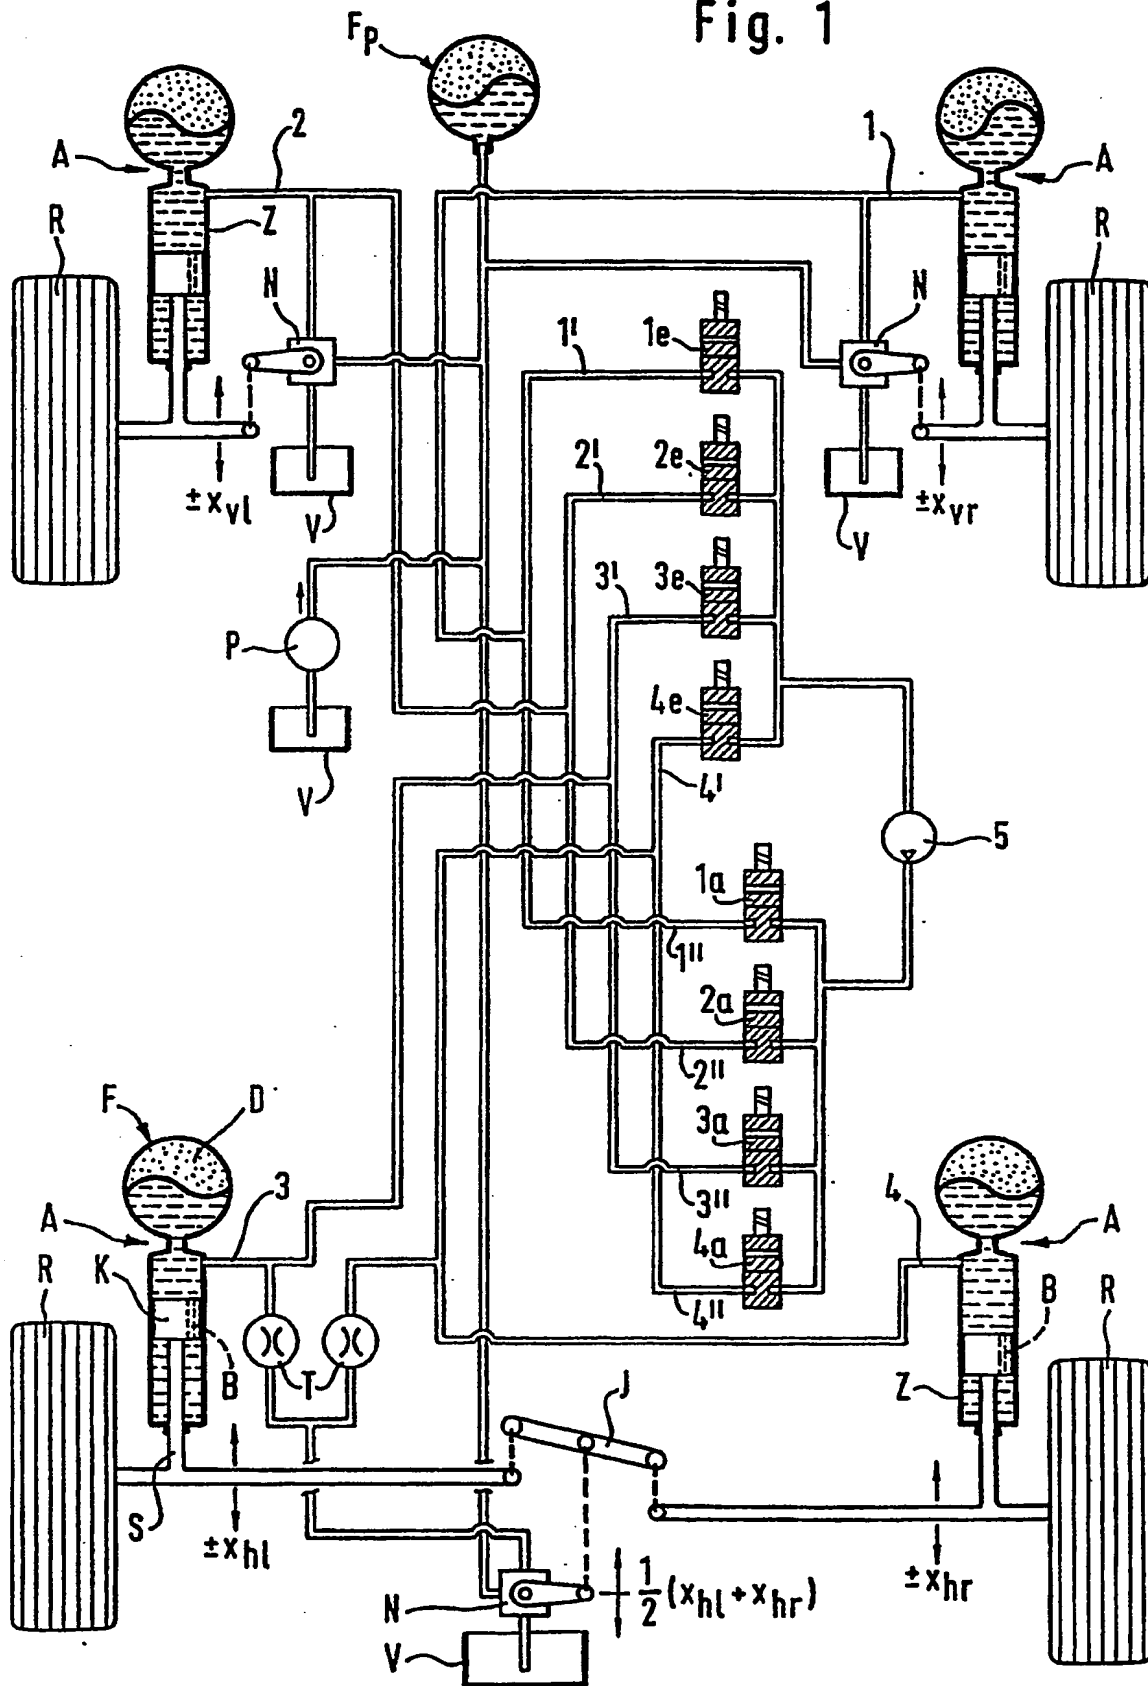 Fig. 1
Fp
2
1
A
A
Z
R
R
N
N
1e
1'
2e
2'
±xvl
V
±xvr
V
3e
3'
P
4e
V
4'
5
1a
1"
2a
2"
F
D
3a
3"
A
3
4
A
4a
R
K
B
R
4"
B
T
J
Z
S
±xhl
±xhr
N
1/2 (xhl + xhr)
V